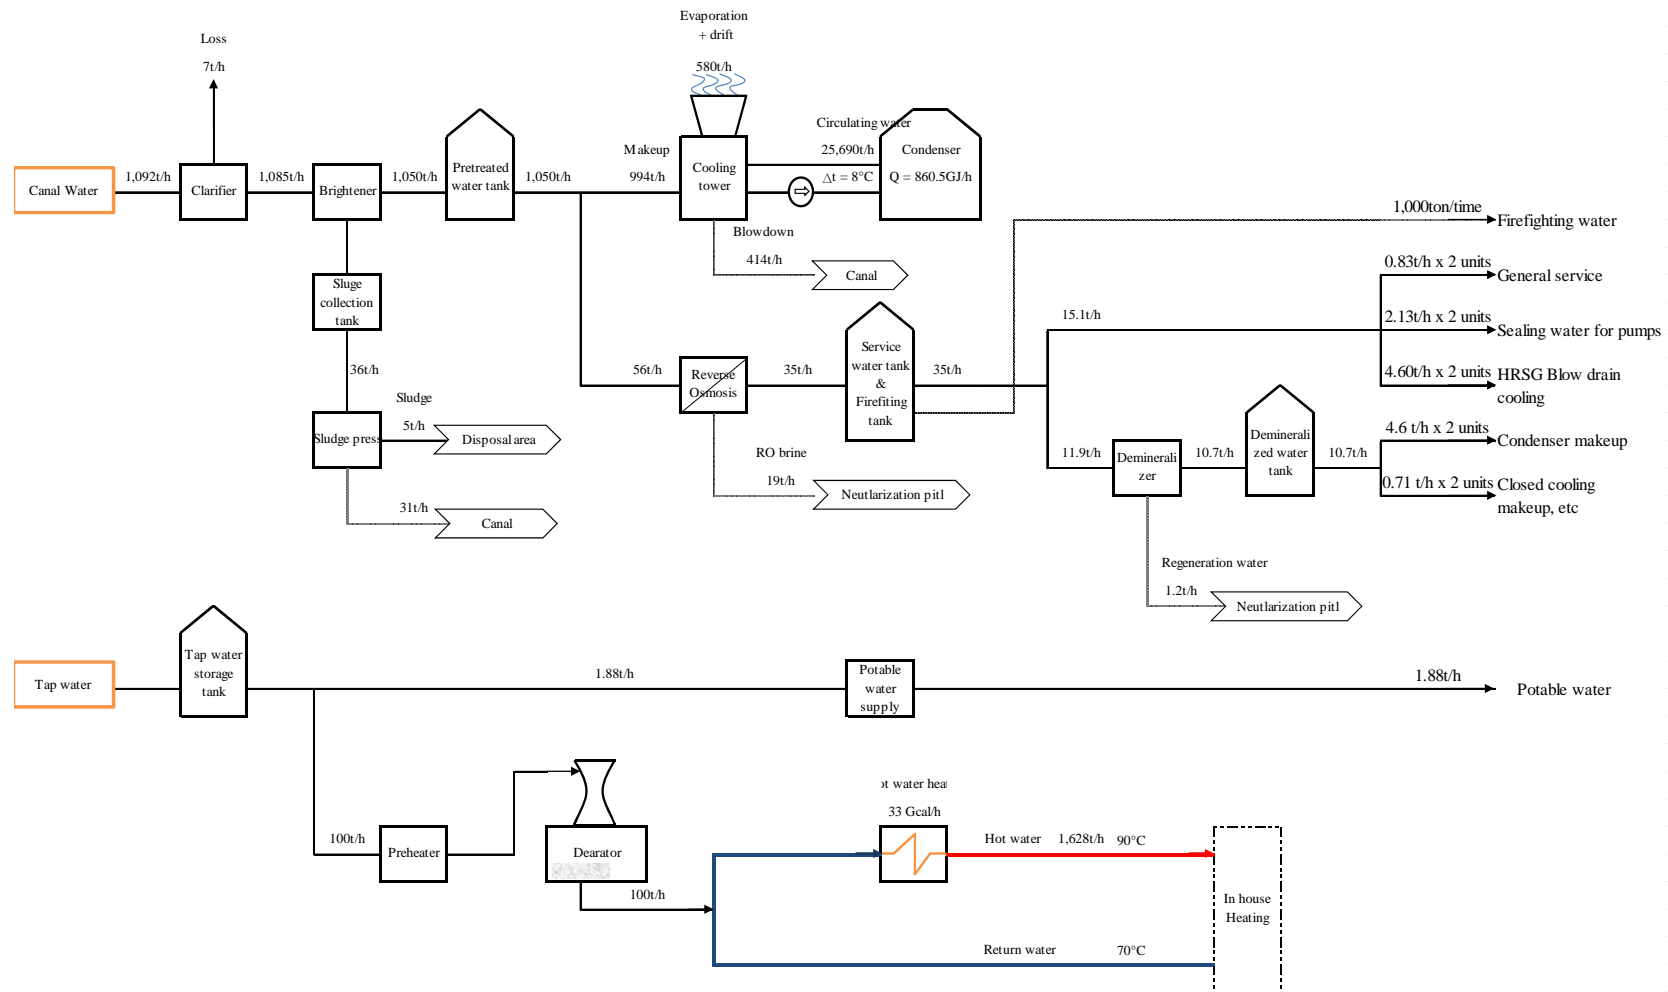 Evaporation
+ drift
580t/h
Loss
7t/h
Canal Water
1,092t/h
Clarifier
1,085t/h
Brightener
1,050t/h
Pretreated
water tank
1,050t/h
Makeup
994t/h
Cooling
tower
Circulating water
25,690t/h
Δt = 8°C
Condenser
Q = 860.5GJ/h
Blowdown
414t/h
Canal
Sluge
collection
tank
36t/h
Sludge press
Sludge
5t/h
Disposal area
31t/h
Canal
56t/h
Reverse
Osmosis
35t/h
Service
water tank
&
Firefiting
tank
35t/h
RO brine
19t/h
Neutlarization pitl
1,000ton/time
Firefighting water
15.1t/h
0.83t/h x 2 units
General service
2.13t/h x 2 units
Sealing water for pumps
4.60t/h x 2 units
HRSG Blow drain
cooling
11.9t/h
Deminerali
zer
10.7t/h
Deminerali
zed water
tank
10.7t/h
4.6 t/h x 2 units
Condenser makeup
0.71 t/h x 2 units
Closed cooling
makeup, etc
Regeneration water
1.2t/h
Neutlarization pitl
Tap water
Tap water
storage
tank
1.88t/h
Potable
water
supply
1.88t/h
Potable water
100t/h
Preheater
Dearator
100t/h
ot water hea
33 Gcal/h
Hot water
1,628t/h
90°C
In house
Heating
Return water
70°C